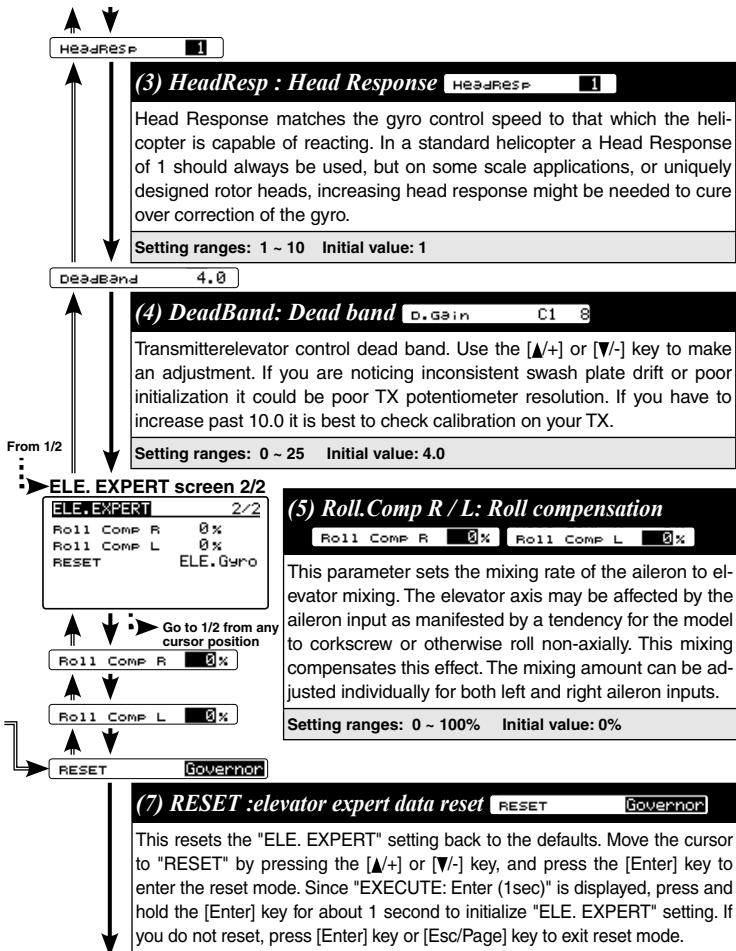 HeadResp 1
(3) HeadResp : Head Response HeadResp 1
Head Response matches the gyro control speed to that which the heli-
copter is capable of reacting. In a standard helicopter a Head Response
of 1 should always be used, but on some scale applications, or uniquely
designed rotor heads, increasing head response might be needed to cure
over correction of the gyro.
Setting ranges: 1 ~ 10 Initial value: 1
DeadBand 4.0
(4) DeadBand: Dead band D.Gain C1 8
Transmitterelevator control dead band. Use the [▲/+] or [▼/-] key to make
an adjustment. If you are noticing inconsistent swash plate drift or poor
initialization it could be poor TX potentiometer resolution. If you have to
increase past 10.0 it is best to check calibration on your TX.
Setting ranges: 0 ~ 25 Initial value: 4.0
From 1/2
ELE. EXPERT screen 2/2
ELE.EXPERT 2/2
Roll Comp R 0%
Roll Comp L 0%
RESET ELE.Gyro
Go to 1/2 from any
cursor position
Roll Comp R 0%
Roll Comp L 0%
RESET Governor
(5) Roll.Comp R / L: Roll compensation
Roll Comp R 0% Roll Comp L 0%
This parameter sets the mixing rate of the aileron to el-
evator mixing. The elevator axis may be affected by the
aileron input as manifested by a tendency for the model
to corkscrew or otherwise roll non-axially. This mixing
compensates this effect. The mixing amount can be ad-
justed individually for both left and right aileron inputs.
Setting ranges: 0 ~ 100% Initial value: 0%
(7) RESET :elevator expert data reset RESET Governor
This resets the "ELE. EXPERT" setting back to the defaults. Move the cursor
to "RESET" by pressing the [▲/+] or [▼/-] key, and press the [Enter] key to
enter the reset mode. Since "EXECUTE: Enter (1sec)" is displayed, press and
hold the [Enter] key for about 1 second to initialize "ELE. EXPERT" setting. If
you do not reset, press [Enter] key or [Esc/Page] key to exit reset mode.